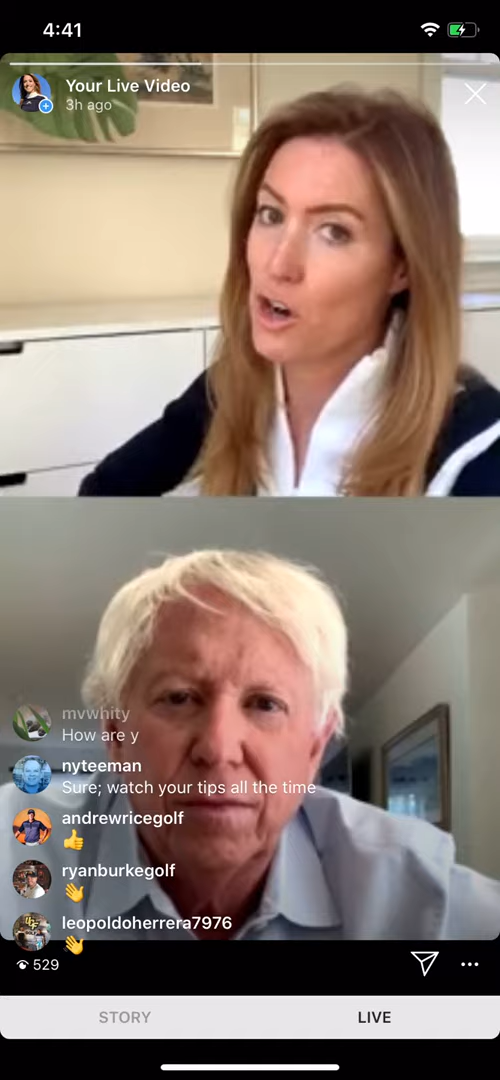 4:41
Your Live Video
3h ago
mvwhity
How are y
nyteeman
Sure; watch your tips all the time
andrewricegolf
👍
ryanburkegolf
👋
leopoldoherrera7976
👋
529
STORY
LIVE